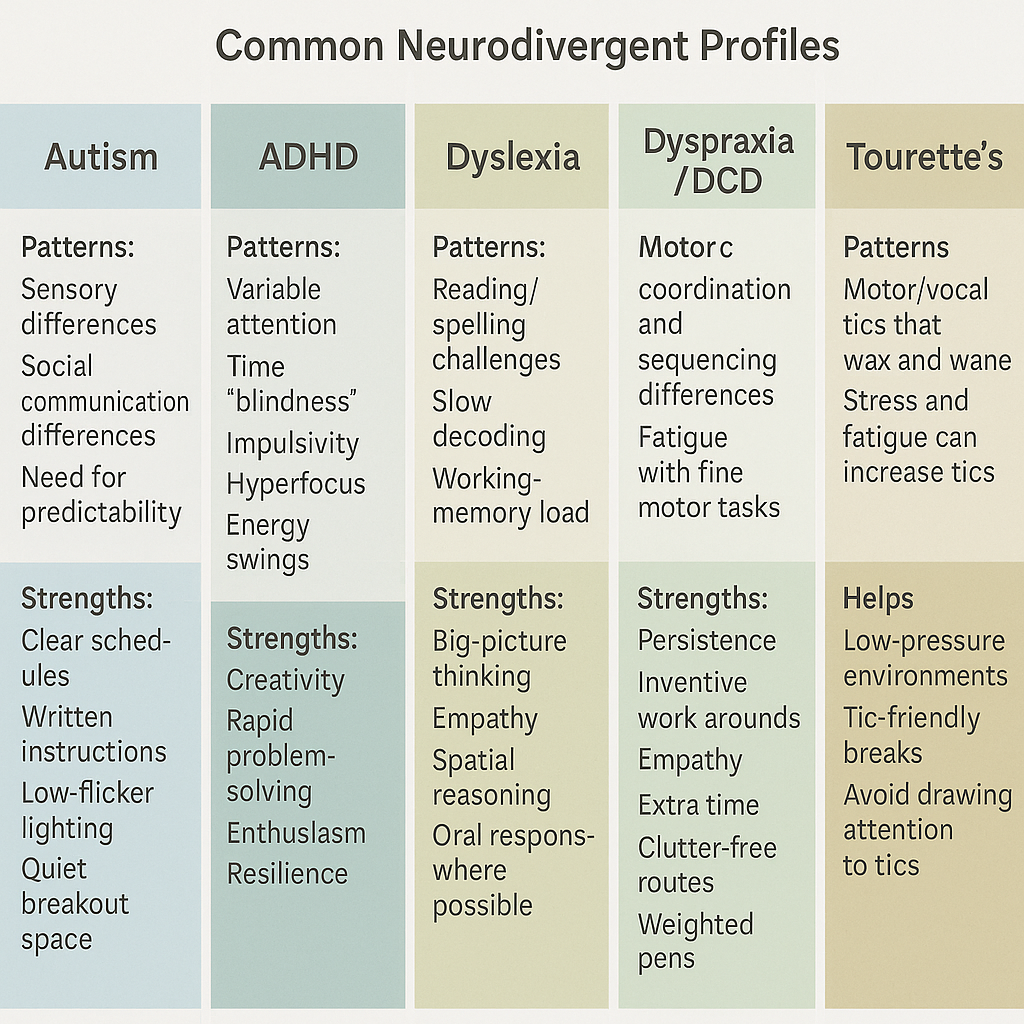 Common Neurodivergent Profiles
Autism
Patterns:
Sensory
differences
Social
communication
differences
Need for
predictability
Strengths:
Clear sched-
ules
Written
instructions
Low-flicker
lighting
Quiet
breakout
space
ADHD
Patterns:
Variable
attention
Time
“blindness”
Impulsivity
Hyperfocus
Energy
swings
Strengths:
Creativity
Rapid
problem-
solving
Enthuslasm
Resilience
Dyslexia
Patterns:
Reading/
spelling
challenges
Slow
decoding
Working-
memory load
Strengths:
Big-picture
thinking
Empathy
Spatial
reasoning
Oral respons-
where
possible
Dyspraxia
/DCD
Motor c
coordination
and
sequencing
differences
Fatigue
with fine
motor tasks
Strengths:
Persistence
Inventive
work arounds
Empathy
Extra time
Clutter-free
routes
Weighted
pens
Tourette’s
Patterns
Motor/vocal
tics that
wax and wane
Stress and
fatigue can
increase tics
Helps
Low-pressure
environments
Tic-friendly
breaks
Avoid drawing
attention
to tics